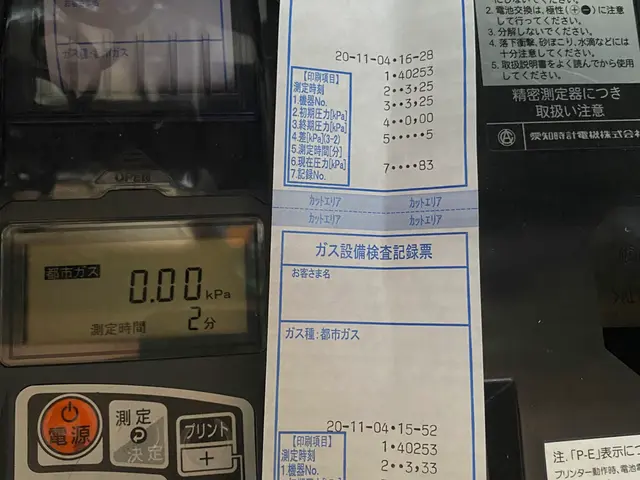 ガス種:都市ガス
2. 電池交換は、極性(⊕⊖)に注意
して行ってください。
3. 分解しないでください。
4. 落下衝撃、砂ぼこり、水滴などには
十分注意してください。
5. 取扱説明書をよく読んでから使用
してください。
精密測定器につき
取扱い注意
愛知時計電機株式会社
20-11-04・16-28
【印刷項目】
測定時刻
1.機器No.
2.初期圧力[kPa]
3.終期圧力[kPa]
4.差[kPa](3-2)
5.測定時間[分]
6.現在圧力[kPa]
7.記録No.
1・40253
2・・3,25
3・・3,25
4・・0,00
5・・・・・5
7・・・・83
カットエリア カットエリア
カットエリア カットエリア
ガス設備検査記録票
お客さま名
ガス種:都市ガス
20-11-04・15-52
【印刷項目】
測定時刻
1.機器No.
1・40253
2・・3,33
都市ガス
0.00 kPa
測定時間 2分
電源
測定
決定
プリント
+
注.「P-E」表示につ
プリンター動作時、電池電